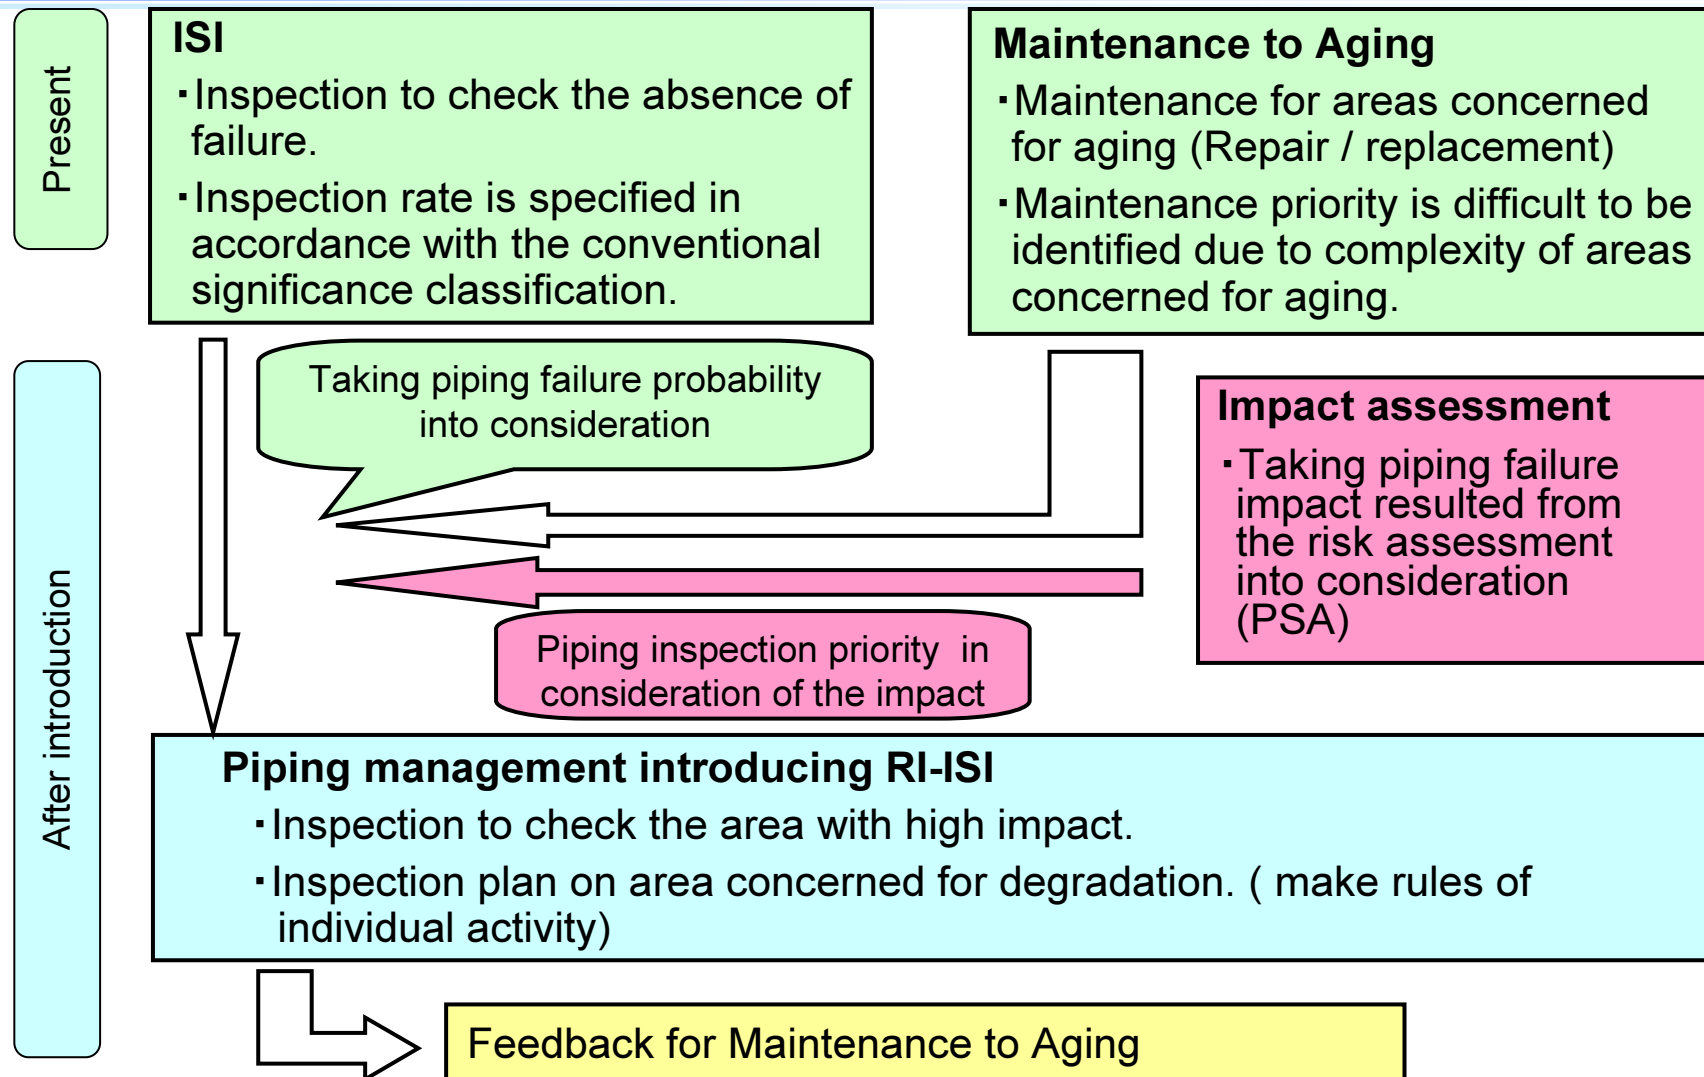 Present
ISI
・Inspection to check the absence of
failure.
・Inspection rate is specified in
accordance with the conventional
significance classification.
Maintenance to Aging
・Maintenance for areas concerned
for aging (Repair / replacement)
・Maintenance priority is difficult to be
identified due to complexity of areas
concerned for aging.
After introduction
Taking piping failure probability
into consideration
Impact assessment
・Taking piping failure
impact resulted from
the risk assessment
into consideration
(PSA)
Piping inspection priority in
consideration of the impact
Piping management introducing RI-ISI
・Inspection to check the area with high impact.
・Inspection plan on area concerned for degradation. ( make rules of
individual activity)
Feedback for Maintenance to Aging